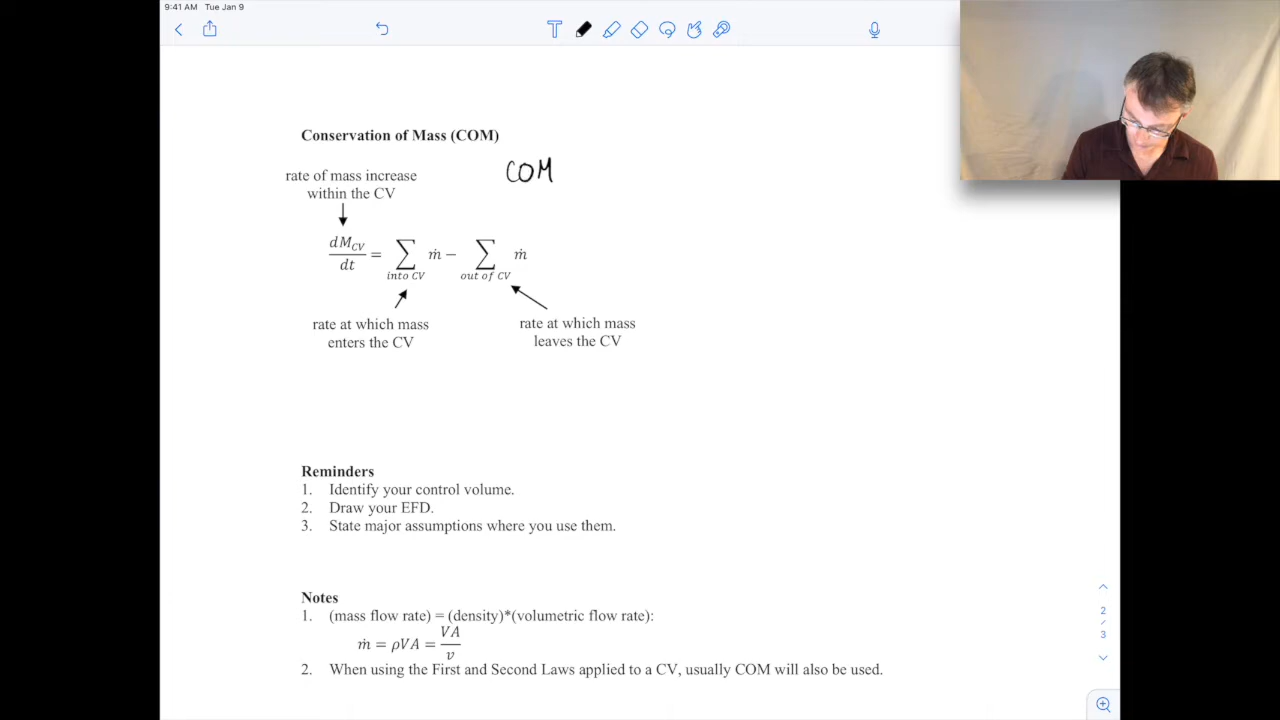 9:41 AM Tue Jan 9
Conservation of Mass (COM)
COM
rate of mass increase
within the CV
dM_CV/dt = ∑_{into CV} ṁ − ∑_{out of CV} ṁ
rate at which mass
enters the CV
rate at which mass
leaves the CV
Reminders
1. Identify your control volume.
2. Draw your EFD.
3. State major assumptions where you use them.
Notes
1. (mass flow rate) = (density)*(volumetric flow rate):
ṁ = ρVA = VA/v
2. When using the First and Second Laws applied to a CV, usually COM will also be used.
2
/
3